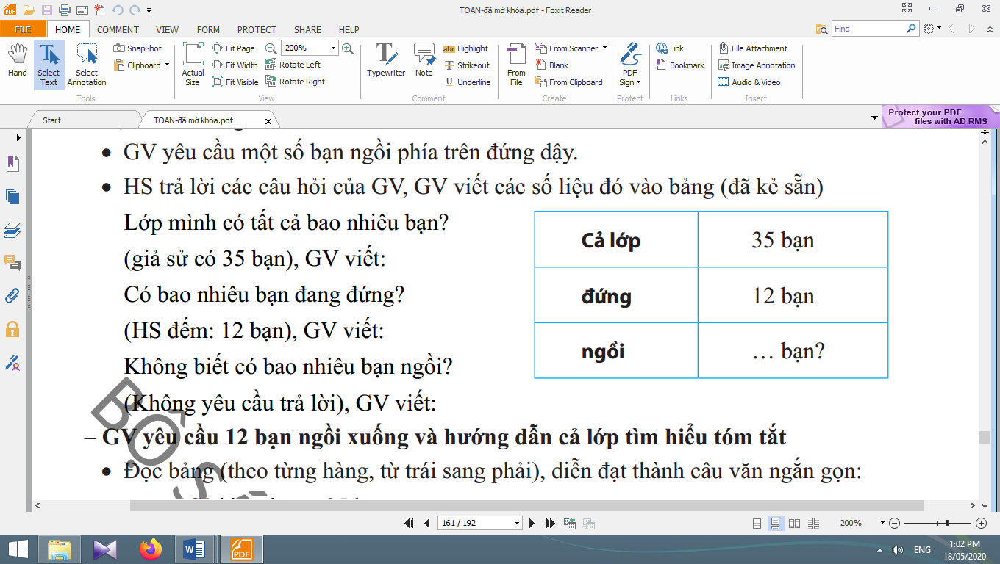 TOAN-đã mở khóa.pdf - Foxit Reader
FILE HOME COMMENT VIEW FORM PROTECT SHARE HELP
Find
Hand
Select Text
Select Annotation
SnapShot
Clipboard
Tools
Actual Size
Fit Page
Fit Width
Fit Visible
200%
Rotate Left
Rotate Right
View
Typewriter
Note
Highlight
Strikeout
Underline
Comment
From File
From Scanner
Blank
From Clipboard
Create
PDF Sign
Protect
Link
Bookmark
Links
File Attachment
Image Annotation
Audio & Video
Insert
Start
TOAN-đã mở khóa.pdf
Protect your PDF
files with AD RMS
• GV yêu cầu một số bạn ngồi phía trên đứng dậy.
• HS trả lời các câu hỏi của GV, GV viết các số liệu đó vào bảng (đã kẻ sẵn)
Lớp mình có tất cả bao nhiêu bạn?
(giả sử có 35 bạn), GV viết:
Có bao nhiêu bạn đang đứng?
(HS đếm: 12 bạn), GV viết:
Không biết có bao nhiêu bạn ngồi?
(Không yêu cầu trả lời), GV viết:
Cả lớp 35 bạn
đứng 12 bạn
ngồi … bạn?
– GV yêu cầu 12 bạn ngồi xuống và hướng dẫn cả lớp tìm hiểu tóm tắt
• Đọc bảng (theo từng hàng, từ trái sang phải), diễn đạt thành câu văn ngắn gọn:
BỘ
161 / 192
200%
ENG
1:02 PM
18/05/2020